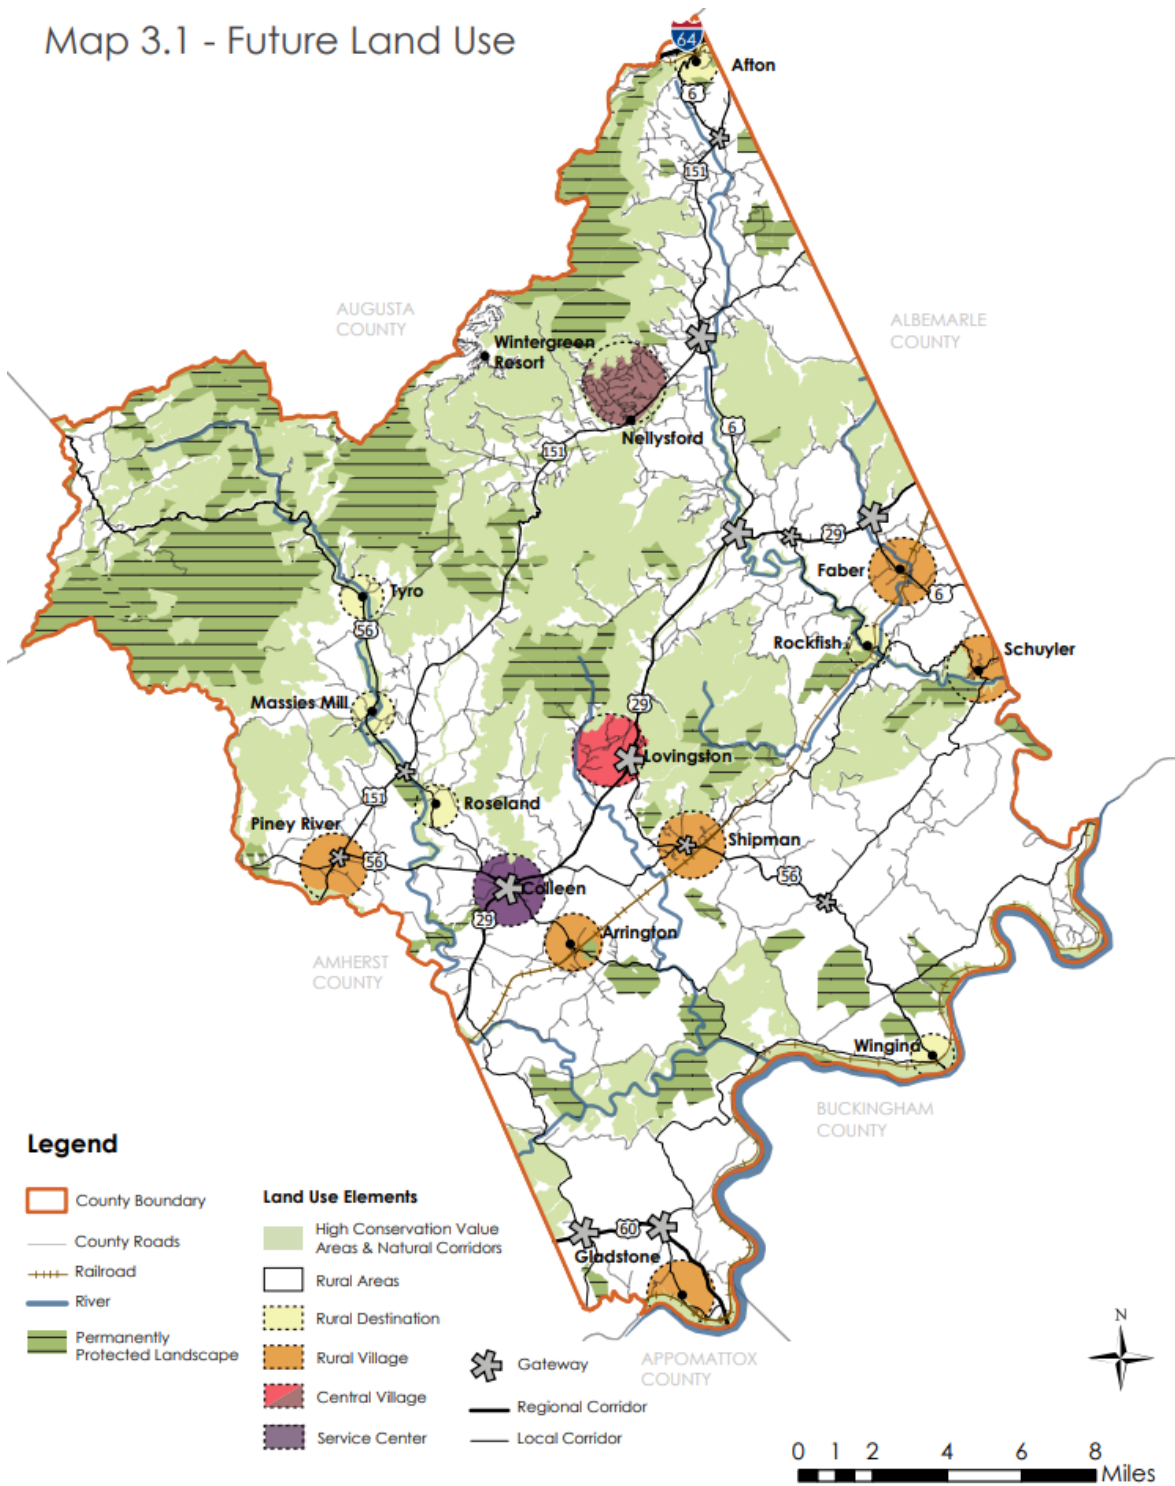 Map 3.1 - Future Land Use
64
Afton
6
151
AUGUSTA
COUNTY
ALBEMARLE
COUNTY
Wintergreen
Resort
Nellysford
6
151
29
Faber
6
Tyro
56
Rockfish
Schuyler
Massies Mill
29
Lovingston
151
Roseland
Piney River
56
Shipman
56
Colleen
29
Arrington
AMHERST
COUNTY
Wingina
BUCKINGHAM
COUNTY
60
Gladstone
APPOMATTOX
COUNTY
Legend
County Boundary
County Roads
Railroad
River
Permanently
Protected Landscape
Land Use Elements
High Conservation Value
Areas & Natural Corridors
Rural Areas
Rural Destination
Rural Village
Central Village
Service Center
Gateway
Regional Corridor
Local Corridor
N
0 1 2 4 6 8
Miles